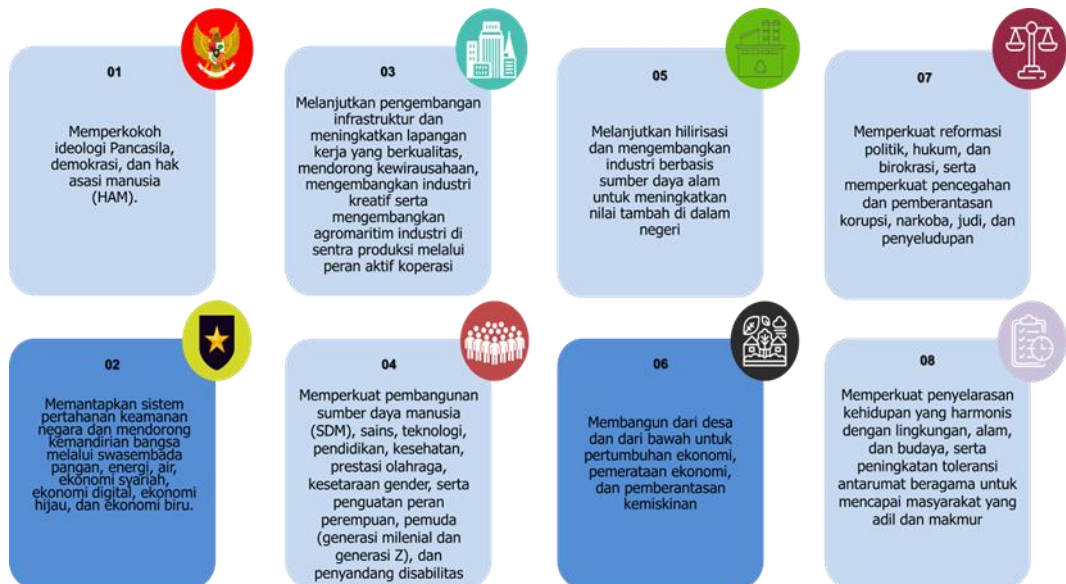 01
Memperkokoh
ideologi Pancasila,
demokrasi, dan hak
asasi manusia
(HAM).
03
Melanjutkan pengembangan
infrastruktur dan
meningkatkan lapangan
kerja yang berkualitas,
mendorong kewirausahaan,
mengembangkan industri
kreatif serta
mengembangkan
agromaritim industri di
sentra produksi melalui
peran aktif koperasi
05
Melanjutkan hilirisasi
dan mengembangkan
industri berbasis
sumber daya alam
untuk meningkatkan
nilai tambah di dalam
negeri
07
Memperkuat reformasi
politik, hukum, dan
birokrasi, serta
memperkuat pencegahan
dan pemberantasan
korupsi, narkoba, judi, dan
penyeludupan
02
Memantapkan sistem
pertahanan keamanan
negara dan mendorong
kemandirian bangsa
melalui swasembada
pangan, energi, air,
ekonomi syariah,
ekonomi digital, ekonomi
hijau, dan ekonomi biru.
04
Memperkuat pembangunan
sumber daya manusia
(SDM), sains, teknologi,
pendidikan, kesehatan,
prestasi olahraga,
kesetaraan gender, serta
penguatan peran
perempuan, pemuda
(generasi milenial dan
generasi Z), dan
penyandang disabilitas
06
Membangun dari desa
dan dari bawah untuk
pertumbuhan ekonomi,
pemerataan ekonomi,
dan pemberantasan
kemiskinan
08
Memperkuat penyelarasan
kehidupan yang harmonis
dengan lingkungan, alam,
dan budaya, serta
peningkatan toleransi
antarumat beragama untuk
mencapai masyarakat yang
adil dan makmur